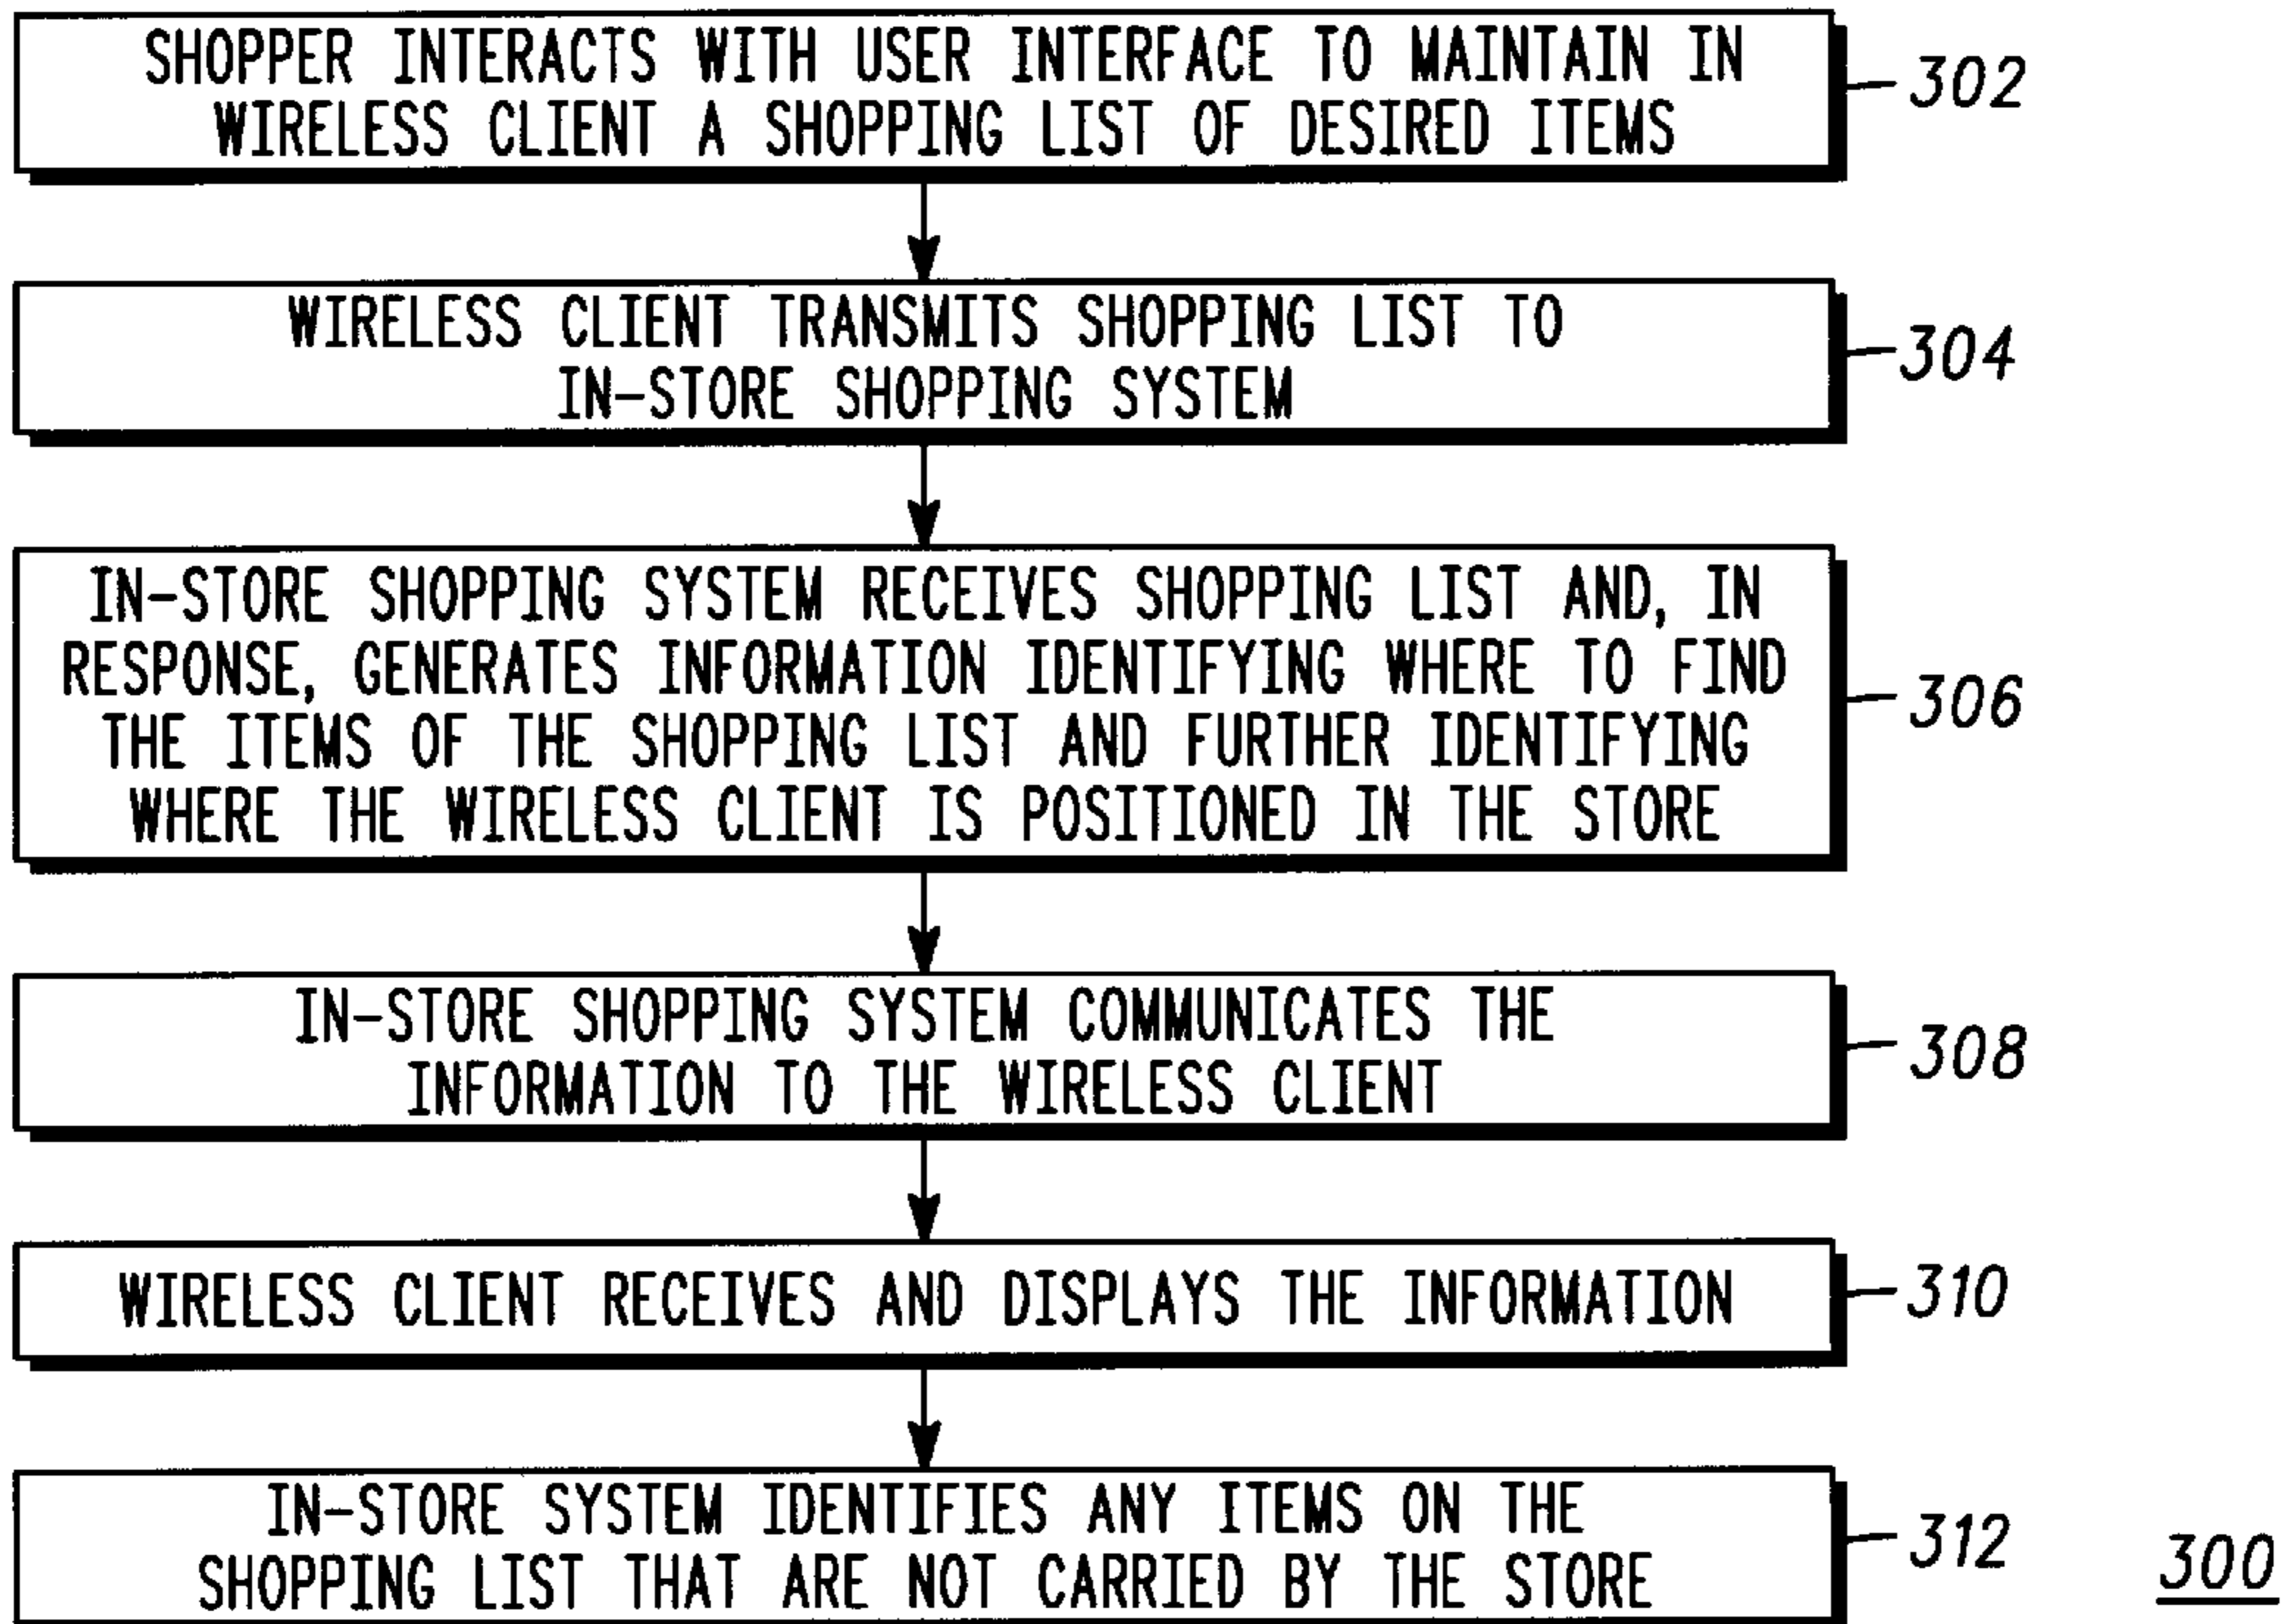 SHOPPER INTERACTS WITH USER INTERFACE TO MAINTAIN IN
WIRELESS CLIENT A SHOPPING LIST OF DESIRED ITEMS
302
WIRELESS CLIENT TRANSMITS SHOPPING LIST TO
IN-STORE SHOPPING SYSTEM
304
IN-STORE SHOPPING SYSTEM RECEIVES SHOPPING LIST AND, IN
RESPONSE, GENERATES INFORMATION IDENTIFYING WHERE TO FIND
THE ITEMS OF THE SHOPPING LIST AND FURTHER IDENTIFYING
WHERE THE WIRELESS CLIENT IS POSITIONED IN THE STORE
306
IN-STORE SHOPPING SYSTEM COMMUNICATES THE
INFORMATION TO THE WIRELESS CLIENT
308
WIRELESS CLIENT RECEIVES AND DISPLAYS THE INFORMATION
310
IN-STORE SYSTEM IDENTIFIES ANY ITEMS ON THE
SHOPPING LIST THAT ARE NOT CARRIED BY THE STORE
312
300